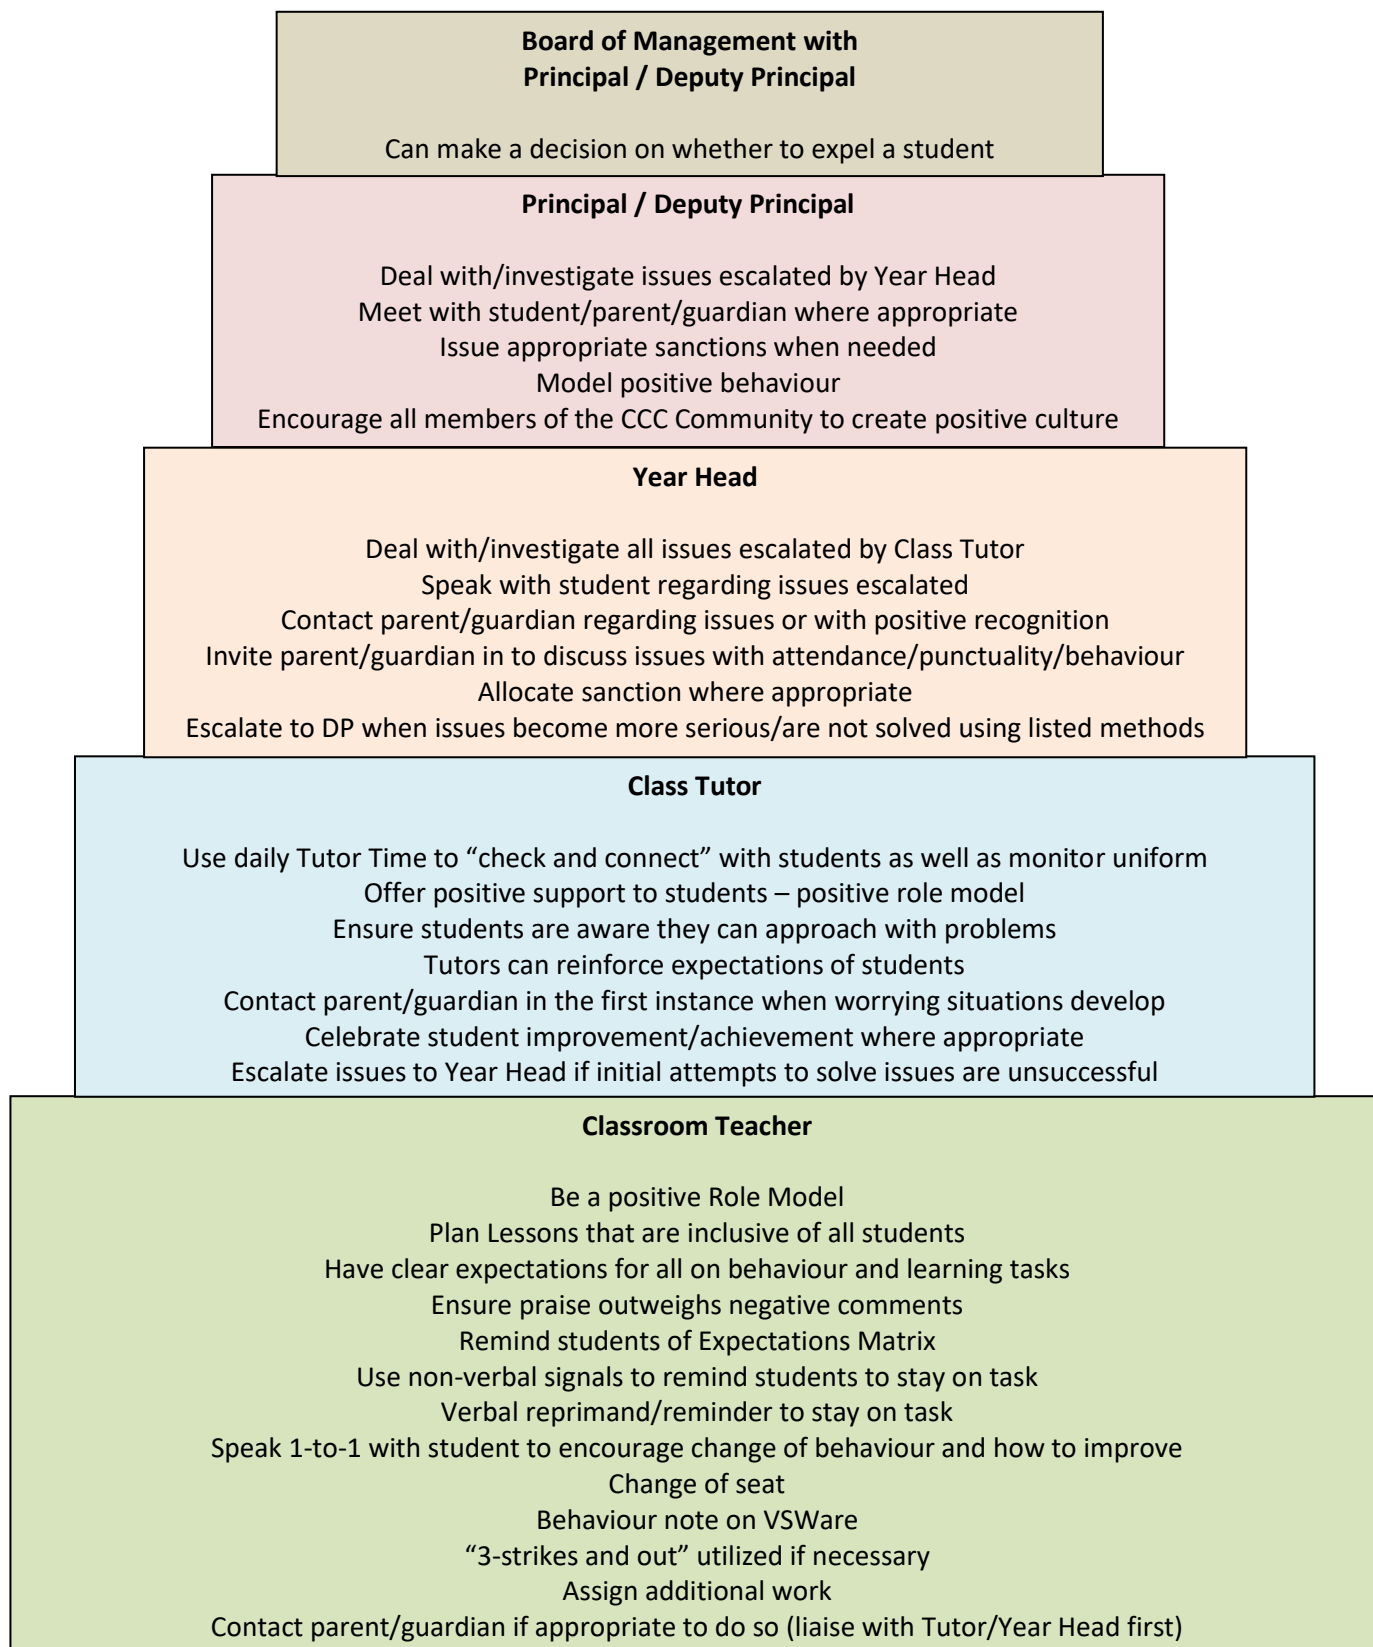 Board of Management with
Principal / Deputy Principal
Can make a decision on whether to expel a student
Principal / Deputy Principal
Deal with/investigate issues escalated by Year Head
Meet with student/parent/guardian where appropriate
Issue appropriate sanctions when needed
Model positive behaviour
Encourage all members of the CCC Community to create positive culture
Year Head
Deal with/investigate all issues escalated by Class Tutor
Speak with student regarding issues escalated
Contact parent/guardian regarding issues or with positive recognition
Invite parent/guardian in to discuss issues with attendance/punctuality/behaviour
Allocate sanction where appropriate
Escalate to DP when issues become more serious/are not solved using listed methods
Class Tutor
Use daily Tutor Time to “check and connect” with students as well as monitor uniform
Offer positive support to students – positive role model
Ensure students are aware they can approach with problems
Tutors can reinforce expectations of students
Contact parent/guardian in the first instance when worrying situations develop
Celebrate student improvement/achievement where appropriate
Escalate issues to Year Head if initial attempts to solve issues are unsuccessful
Classroom Teacher
Be a positive Role Model
Plan Lessons that are inclusive of all students
Have clear expectations for all on behaviour and learning tasks
Ensure praise outweighs negative comments
Remind students of Expectations Matrix
Use non-verbal signals to remind students to stay on task
Verbal reprimand/reminder to stay on task
Speak 1-to-1 with student to encourage change of behaviour and how to improve
Change of seat
Behaviour note on VSWare
“3-strikes and out” utilized if necessary
Assign additional work
Contact parent/guardian if appropriate to do so (liaise with Tutor/Year Head first)